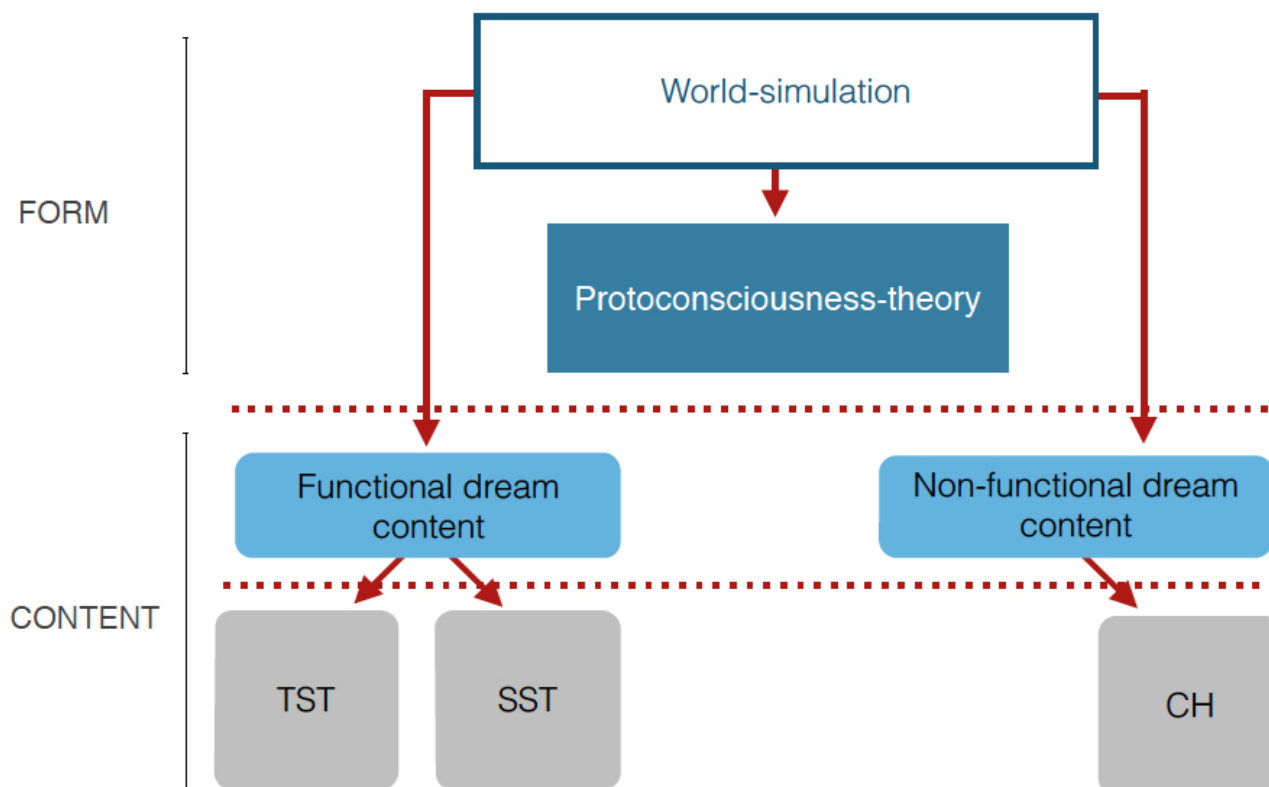 World-simulation
FORM
Protoconsciousness-theory
Functional dream
content
Non-functional dream
content
CONTENT
TST
SST
CH